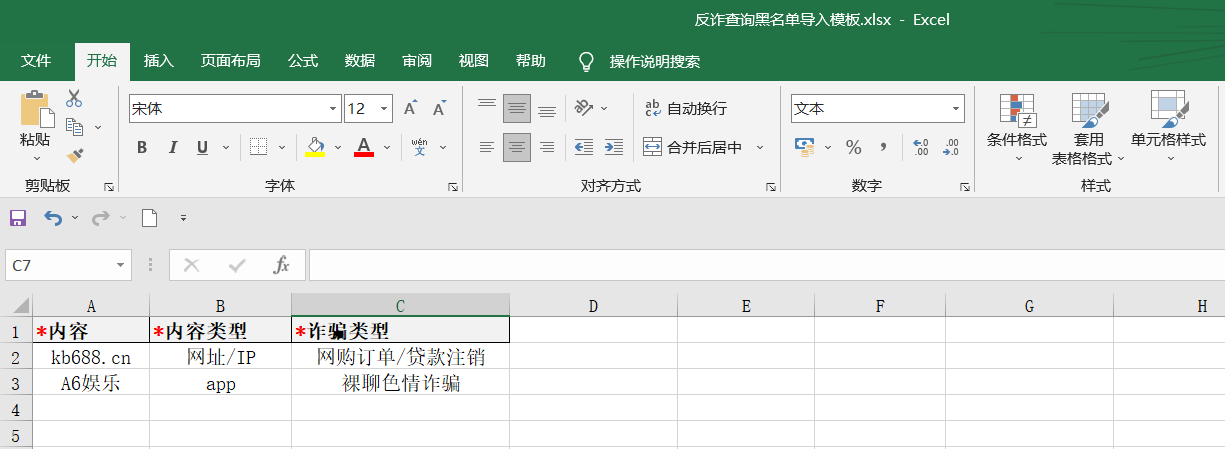 反诈查询黑名单导入模板.xlsx - Excel
文件 开始 插入 页面布局 公式 数据 审阅 视图 帮助 操作说明搜索
宋体 12 A A ab c 自动换行 文本
粘贴 B I U A wén 文 合并后居中 % , 条件格式 套用 表格格式 单元格样式
剪贴板 字体 对齐方式 数字 样式
C7 fx
A B C D E F G H
1 *内容 *内容类型 *诈骗类型
2 kb688.cn 网址/IP 网购订单/贷款注销
3 A6娱乐 app 裸聊色情诈骗
4
5